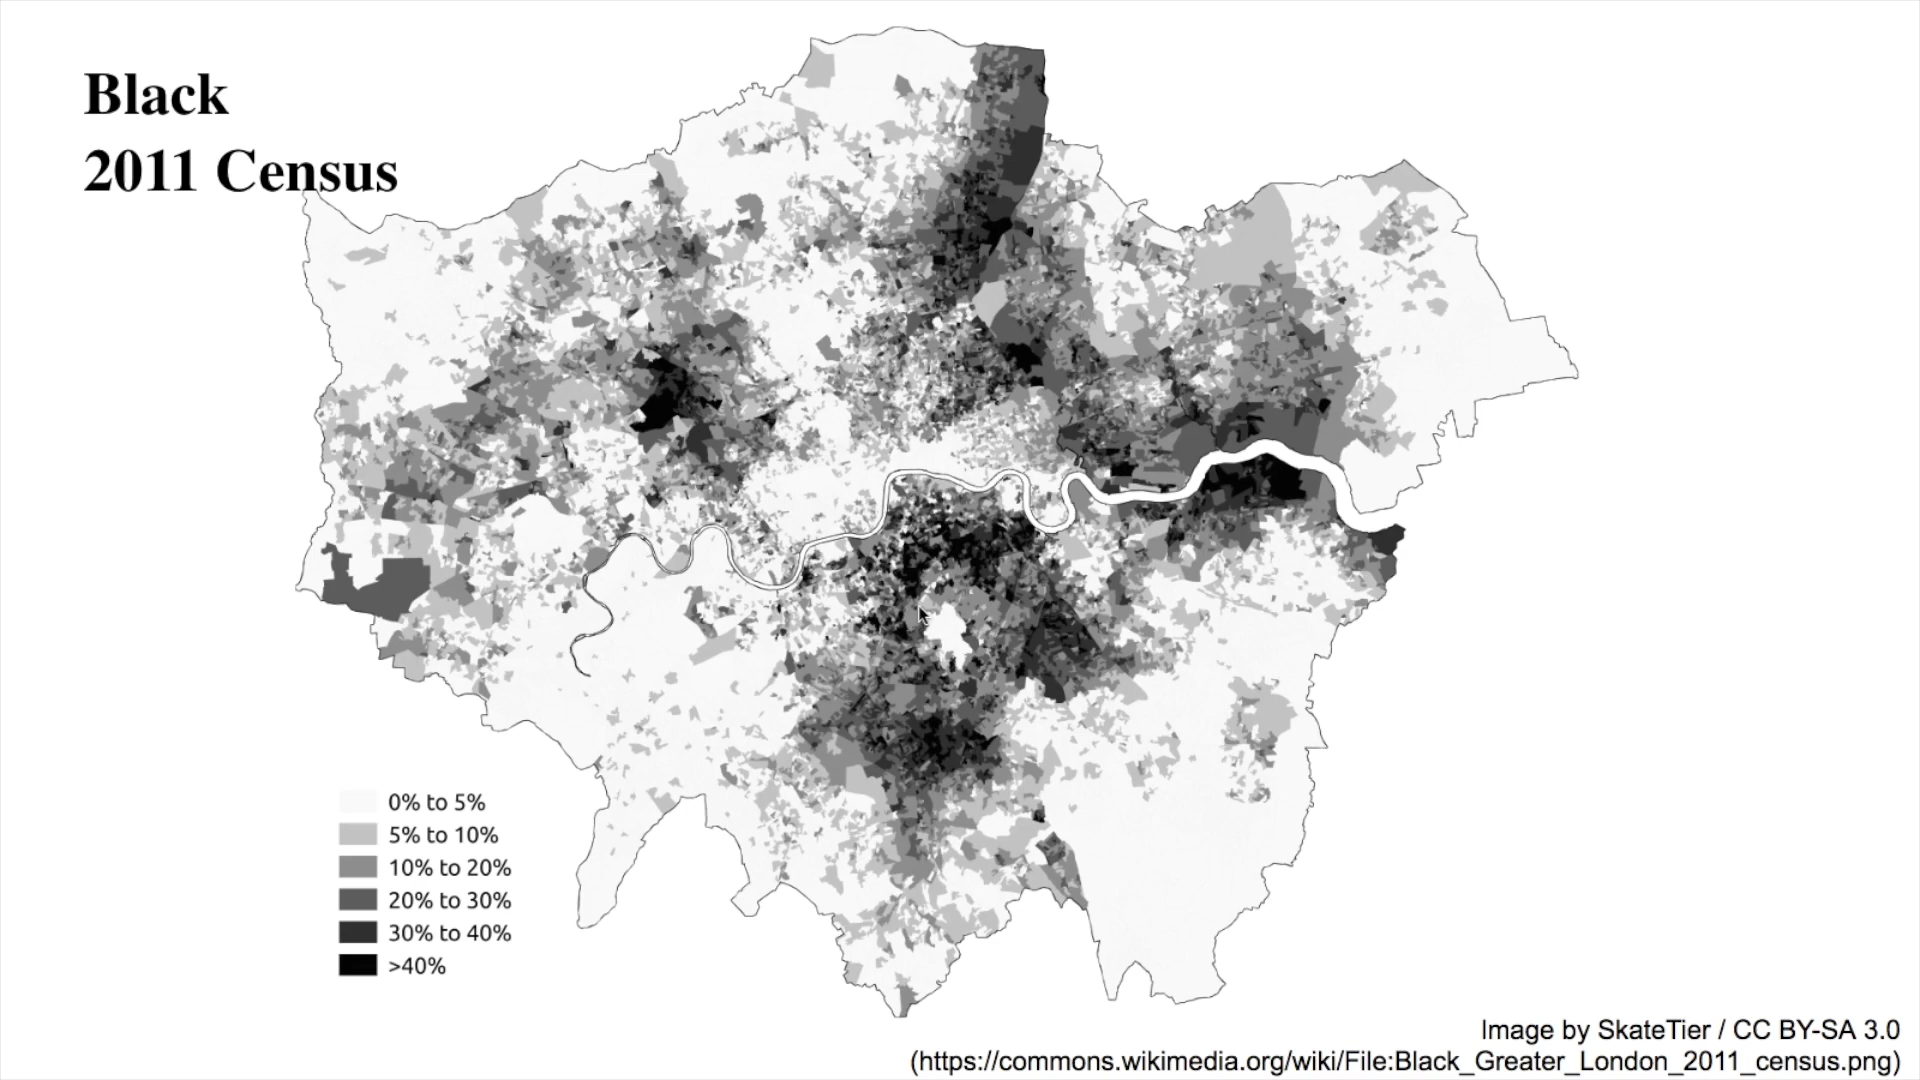 Black
2011 Census
0% to 5%
5% to 10%
10% to 20%
20% to 30%
30% to 40%
>40%
Image by SkateTier / CC BY-SA 3.0
(https://commons.wikimedia.org/wiki/File:Black_Greater_London_2011_census.png)